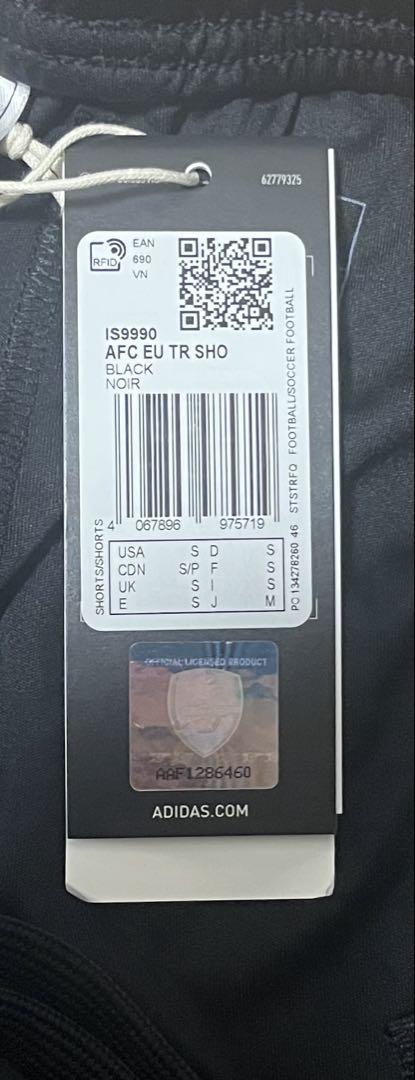 62779325
RFID
EAN
690
VN
IS9990
AFC EU TR SHO
BLACK
NOIR
4 067896 975719
USA S D S
CDN S/P F S
UK S I S
E S J M
SHORTS/SHORTS
PO 134278260 46 STSTRFO FOOTBALL/SOCCER FOOTBALL
OFFICIAL LICENSED PRODUCT
AAF1286460
ADIDAS.COM